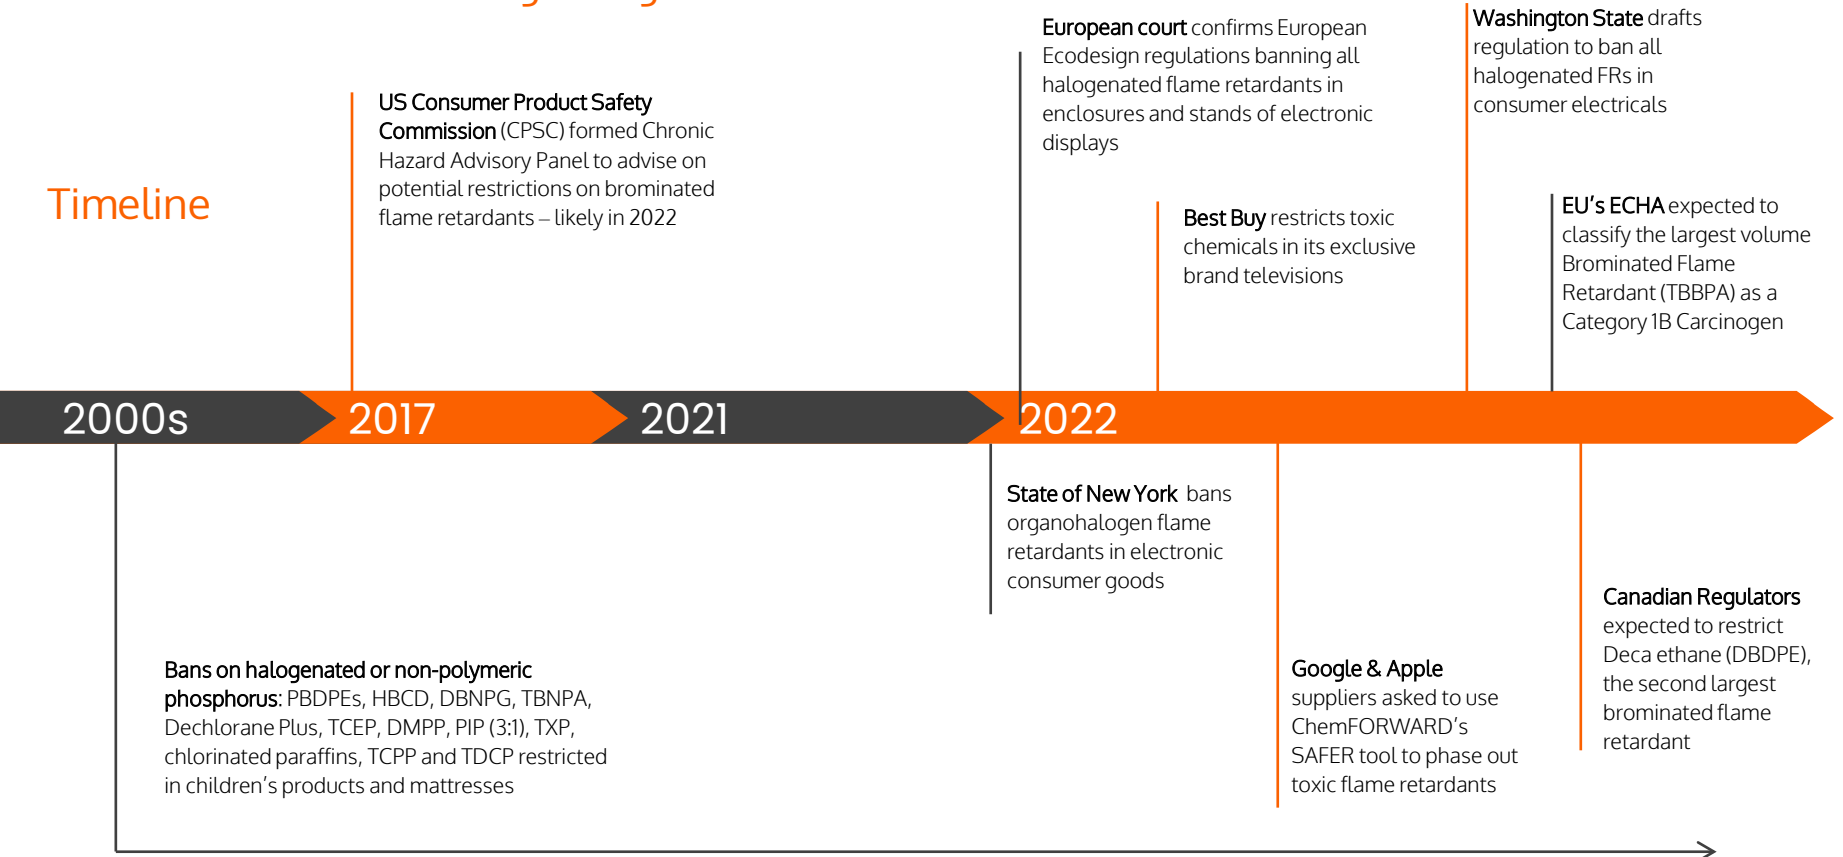 Timeline
US Consumer Product Safety
Commission (CPSC) formed Chronic
Hazard Advisory Panel to advise on
potential restrictions on brominated
flame retardants – likely in 2022
European court confirms European
Ecodesign regulations banning all
halogenated flame retardants in
enclosures and stands of electronic
displays
Best Buy restricts toxic
chemicals in its exclusive
brand televisions
Washington State drafts
regulation to ban all
halogenated FRs in
consumer electricals
EU's ECHA expected to
classify the largest volume
Brominated Flame
Retardant (TBBPA) as a
Category 1B Carcinogen
2000s
2017
2021
2022
Bans on halogenated or non-polymeric
phosphorus: PBDPEs, HBCD, DBNPG, TBNPA,
Dechlorane Plus, TCEP, DMPP, PIP (3:1), TXP,
chlorinated paraffins, TCPP and TDCP restricted
in children's products and mattresses
State of New York bans
organohalogen flame
retardants in electronic
consumer goods
Google & Apple
suppliers asked to use
ChemFORWARD's
SAFER tool to phase out
toxic flame retardants
Canadian Regulators
expected to restrict
Deca ethane (DBDPE),
the second largest
brominated flame
retardant